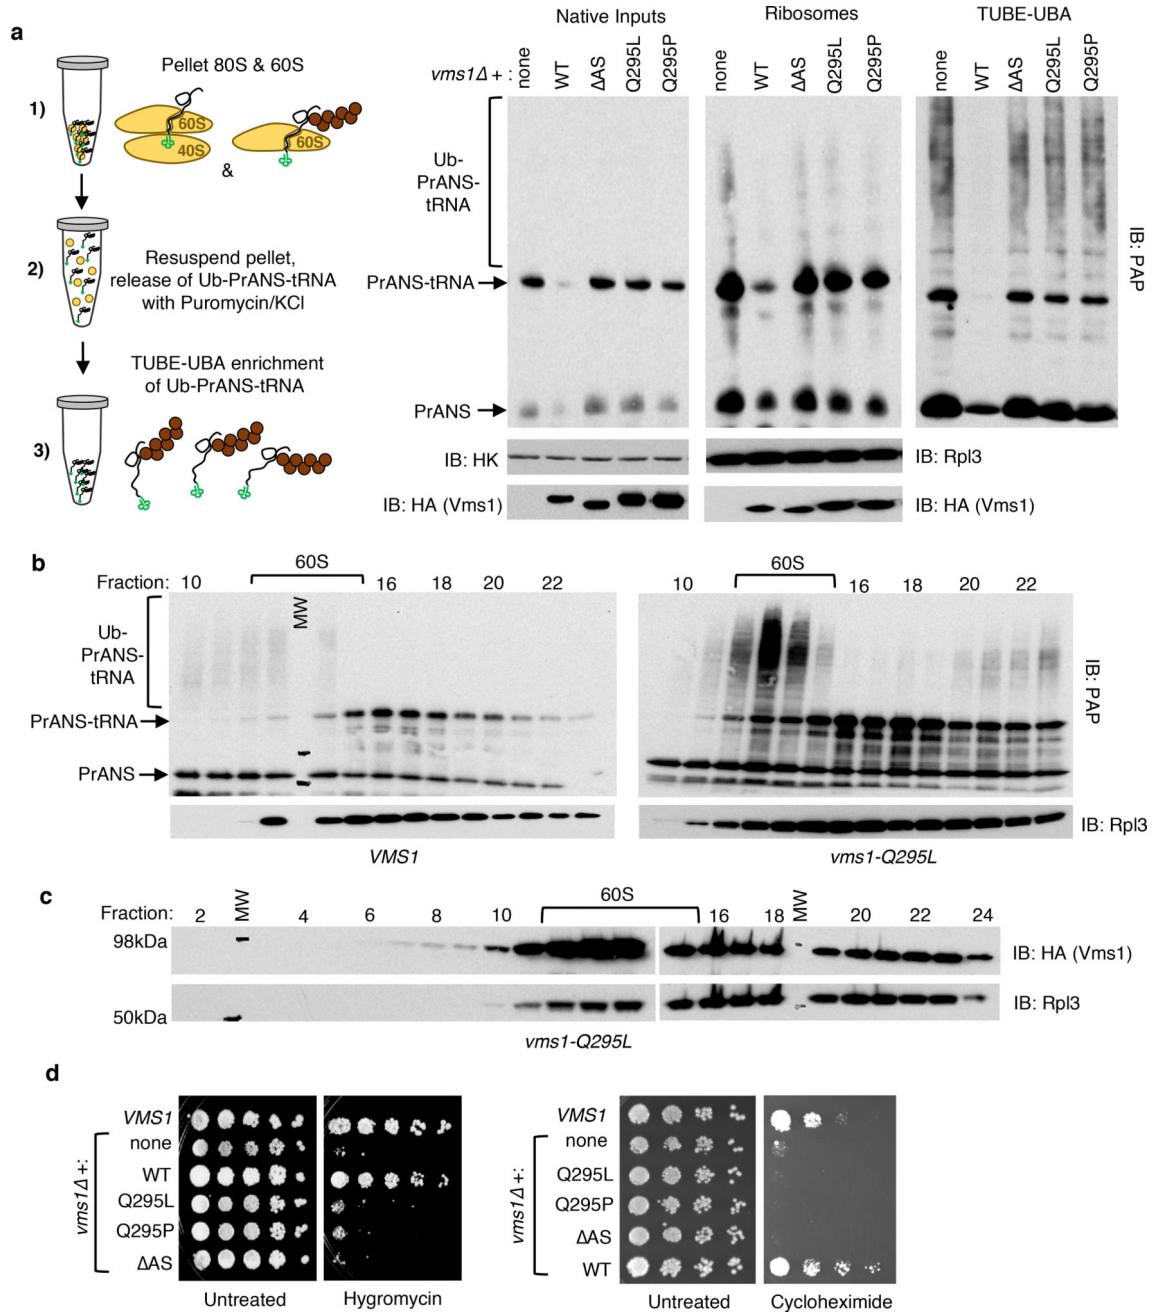 a
1)
Pellet 80S & 60S
60S
40S
60S
&
2)
Resuspend pellet,
release of Ub-PrANS-tRNA
with Puromycin/KCl
TUBE-UBA enrichment
of Ub-PrANS-tRNA
3)
Native Inputs
Ribosomes
TUBE-UBA
vms1Δ + :
none
WT
ΔAS
Q295L
Q295P
none
WT
ΔAS
Q295L
Q295P
none
WT
ΔAS
Q295L
Q295P
Ub-
PrANS-
tRNA
PrANS-tRNA
PrANS
IB: PAP
IB: HK
IB: Rpl3
IB: HA (Vms1)
IB: HA (Vms1)
b
60S
Fraction: 10 16 18 20 22
MW
Ub-
PrANS-
tRNA
PrANS-tRNA
PrANS
VMS1
60S
10 16 18 20 22
IB: PAP
IB: Rpl3
vms1-Q295L
c
60S
Fraction: 2 MW 4 6 8 10 16 18 MW 20 22 24
98kDa
IB: HA (Vms1)
IB: Rpl3
50kDa
vms1-Q295L
d
VMS1
none
WT
Q295L
Q295P
ΔAS
vms1Δ +:
Untreated
Hygromycin
VMS1
none
Q295L
Q295P
ΔAS
WT
vms1Δ +:
Untreated
Cycloheximide